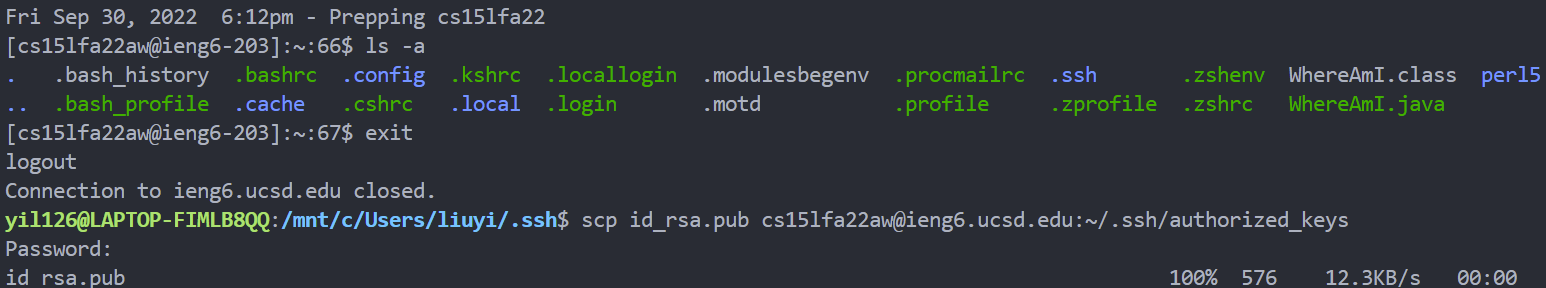 Fri Sep 30, 2022  6:12pm - Prepping cs15lfa22
[cs15lfa22aw@ieng6-203]:~:66$ ls -a
.   .bash_history  .bashrc  .config  .kshrc  .locallogin  .modulesbegenv  .procmailrc  .ssh       .zshenv  WhereAmI.class  perl5
..  .bash_profile  .cache   .cshrc   .local  .login       .motd           .profile     .zprofile  .zshrc   WhereAmI.java
[cs15lfa22aw@ieng6-203]:~:67$ exit
logout
Connection to ieng6.ucsd.edu closed.
yil126@LAPTOP-FIMLB8QQ:/mnt/c/Users/liuyi/.ssh$ scp id_rsa.pub cs15lfa22aw@ieng6.ucsd.edu:~/.ssh/authorized_keys
Password:
id_rsa.pub                                                                                       100%  576    12.3KB/s   00:00